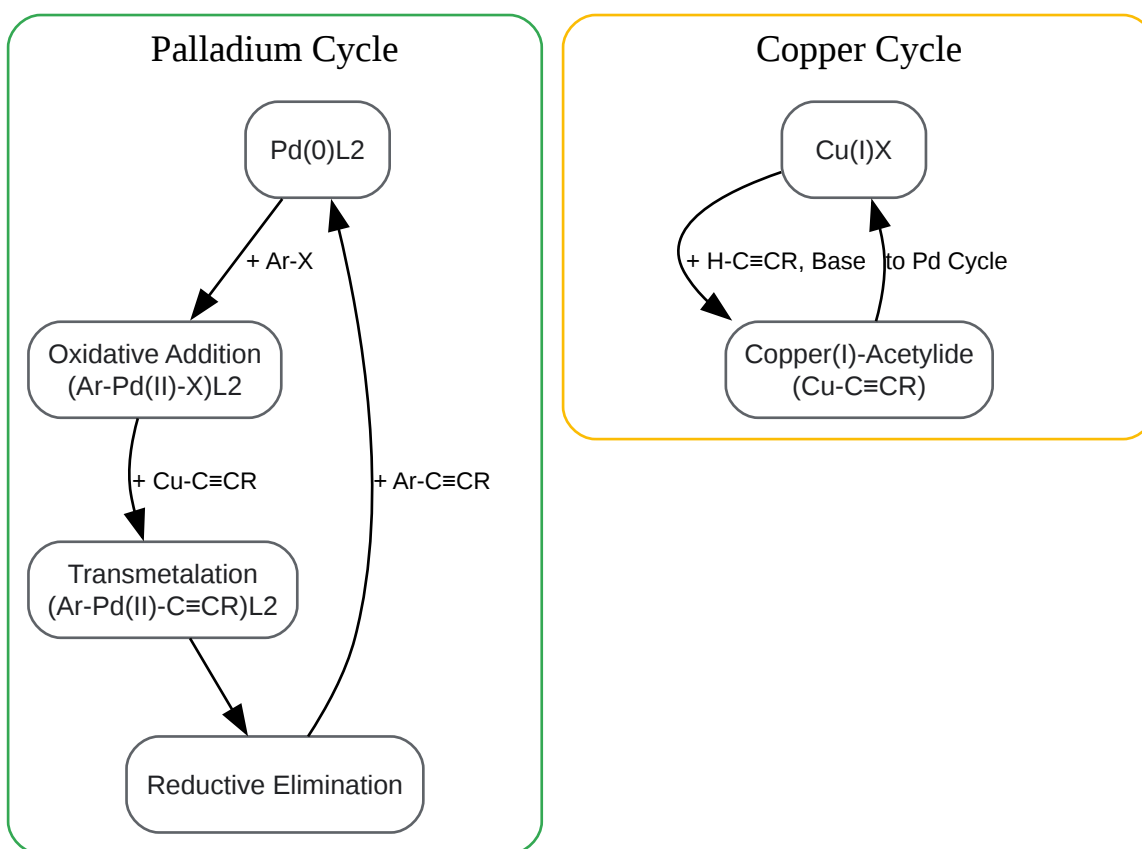 Palladium Cycle
Pd(0)L2
+ Ar-X
Oxidative Addition
(Ar-Pd(II)-X)L2
+ Cu-C≡CR
+ Ar-C≡CR
Transmetalation
(Ar-Pd(II)-C≡CR)L2
Reductive Elimination
Copper Cycle
Cu(I)X
+ H-C≡CR, Base
to Pd Cycle
Copper(I)-Acetylide
(Cu-C≡CR)